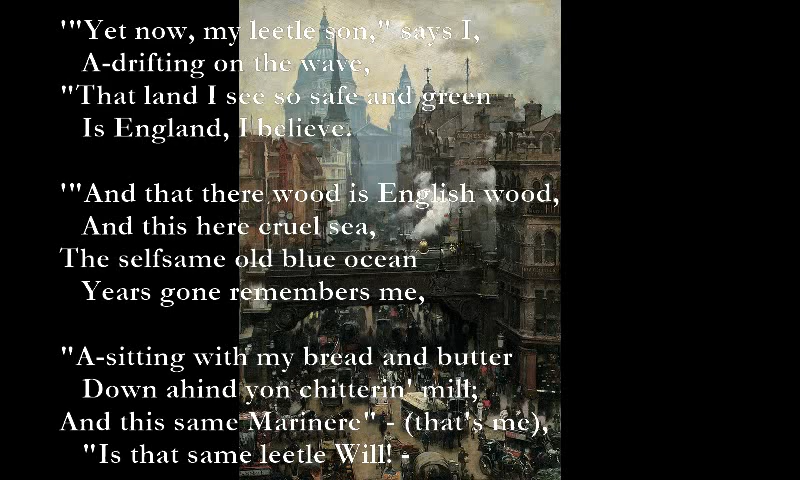 '"Yet now, my leetle son," says I,
A-drifting on the wave,
"That land I see so safe and green
Is England, I believe.
'"And that there wood is English wood,
And this here cruel sea,
The selfsame old blue ocean
Years gone remembers me,
"A-sitting with my bread and butter
Down ahind yon chitterin' mill;
And this same Marinere" - (that's me),
"Is that same leetle Will! -